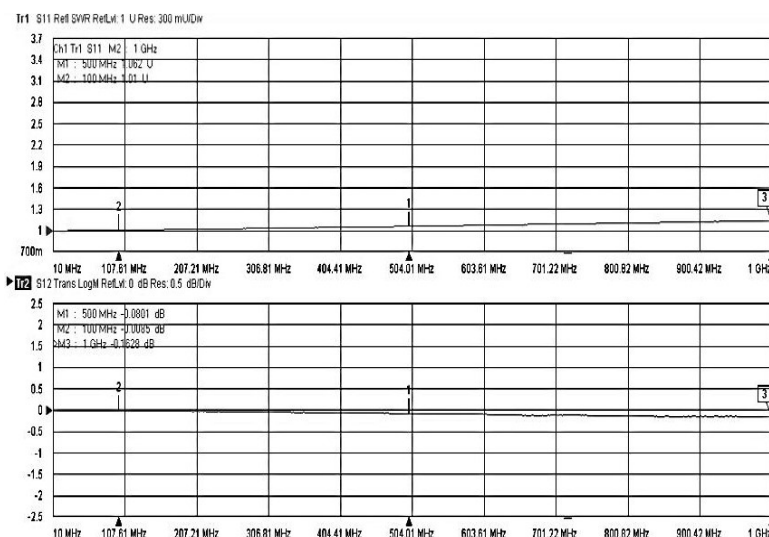 Tr1 S11 Refl SWR RefLvl: 1 U Res: 300 mU/Div
3.7
Ch1 Tr1 S11 M2 : 1 GHz
3.4
M1 : 500 MHz 1.062 U
3.1
M2 : 100 MHz 1.01 U
2.8
2.5
2.2
1.9
1.6
1.3
2
1
3
1
700m
10 MHz 107.61 MHz 207.21 MHz 306.81 MHz 404.41 MHz 504.01 MHz 603.61 MHz 701.22 MHz 800.82 MHz 900.42 MHz 1 GHz
Tr2 S12 Trans LogM RefLvl: 0 dB Res: 0.5 dB/Div
2.5
M1 : 500 MHz -0.0801 dB
2
M2 : 100 MHz -0.0085 dB
1.5
>M3 : 1 GHz -0.1628 dB
1
0.5
2
1
3
0
-0.5
-1
-1.5
-2
-2.5
10 MHz 107.61 MHz 207.21 MHz 306.81 MHz 404.41 MHz 504.01 MHz 603.61 MHz 701.22 MHz 800.82 MHz 900.42 MHz 1 GHz